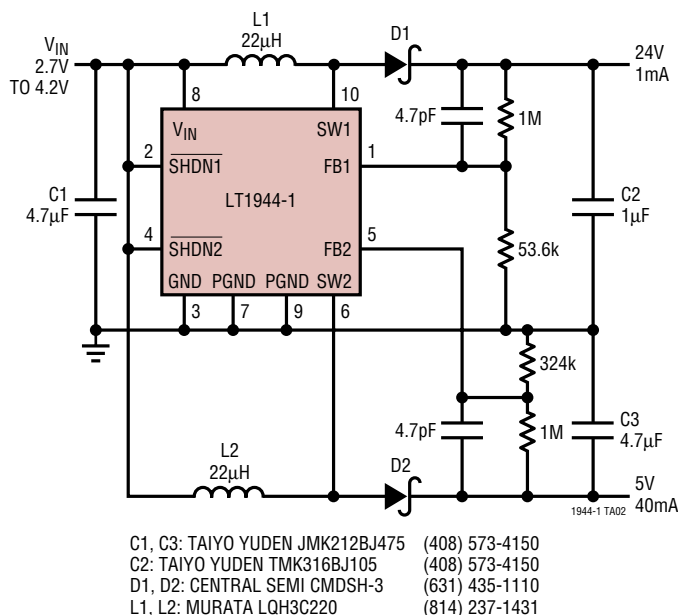 L1
22µH
D1
VIN
2.7V
TO 4.2V
24V
1mA
8
10
4.7pF
1M
VIN
SW1
2
SHDN1
1
FB1
C1
4.7µF
LT1944-1
C2
1µF
4
SHDN2
5
FB2
53.6k
GND
PGND
PGND
SW2
3
7
9
6
324k
4.7pF
1M
C3
4.7µF
L2
22µH
D2
5V
40mA
1944-1 TA02
C1, C3: TAIYO YUDEN JMK212BJ475 (408) 573-4150
C2: TAIYO YUDEN TMK316BJ105 (408) 573-4150
D1, D2: CENTRAL SEMI CMDSH-3 (631) 435-1110
L1, L2: MURATA LQH3C220 (814) 237-1431